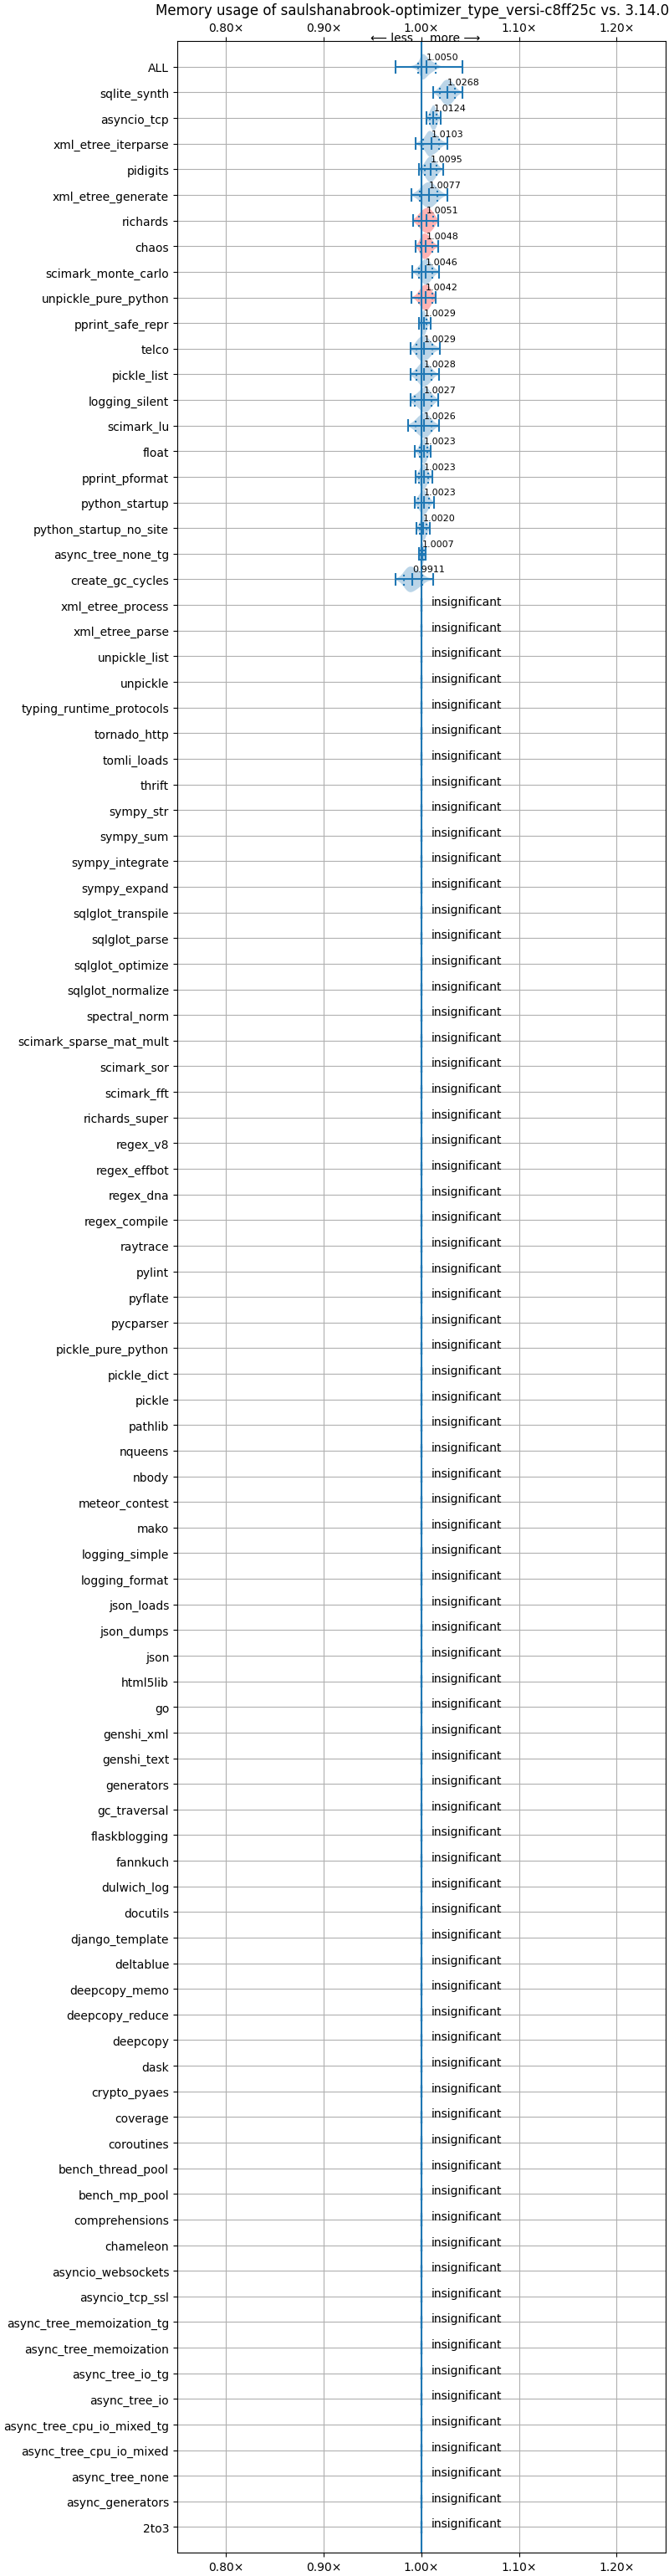 Memory usage of saulshanabrook-optimizer_type_versi-c8ff25c vs. 3.14.0
0.80× 0.90× 1.00× 1.10× 1.20×
⟵ less more ⟶
ALL 1.0050
sqlite_synth 1.0268
asyncio_tcp 1.0124
xml_etree_iterparse 1.0103
pidigits 1.0095
xml_etree_generate 1.0077
richards 1.0051
chaos 1.0048
scimark_monte_carlo 1.0046
unpickle_pure_python 1.0042
pprint_safe_repr 1.0029
telco 1.0029
pickle_list 1.0028
logging_silent 1.0027
scimark_lu 1.0026
float 1.0023
pprint_pformat 1.0023
python_startup 1.0023
python_startup_no_site 1.0020
async_tree_none_tg 1.0007
create_gc_cycles 0.9911
xml_etree_process insignificant
xml_etree_parse insignificant
unpickle_list insignificant
unpickle insignificant
typing_runtime_protocols insignificant
tornado_http insignificant
tomli_loads insignificant
thrift insignificant
sympy_str insignificant
sympy_sum insignificant
sympy_integrate insignificant
sympy_expand insignificant
sqlglot_transpile insignificant
sqlglot_parse insignificant
sqlglot_optimize insignificant
sqlglot_normalize insignificant
spectral_norm insignificant
scimark_sparse_mat_mult insignificant
scimark_sor insignificant
scimark_fft insignificant
richards_super insignificant
regex_v8 insignificant
regex_effbot insignificant
regex_dna insignificant
regex_compile insignificant
raytrace insignificant
pylint insignificant
pyflate insignificant
pycparser insignificant
pickle_pure_python insignificant
pickle_dict insignificant
pickle insignificant
pathlib insignificant
nqueens insignificant
nbody insignificant
meteor_contest insignificant
mako insignificant
logging_simple insignificant
logging_format insignificant
json_loads insignificant
json_dumps insignificant
json insignificant
html5lib insignificant
go insignificant
genshi_xml insignificant
genshi_text insignificant
generators insignificant
gc_traversal insignificant
flaskblogging insignificant
fannkuch insignificant
dulwich_log insignificant
docutils insignificant
django_template insignificant
deltablue insignificant
deepcopy_memo insignificant
deepcopy_reduce insignificant
deepcopy insignificant
dask insignificant
crypto_pyaes insignificant
coverage insignificant
coroutines insignificant
bench_thread_pool insignificant
bench_mp_pool insignificant
comprehensions insignificant
chameleon insignificant
asyncio_websockets insignificant
asyncio_tcp_ssl insignificant
async_tree_memoization_tg insignificant
async_tree_memoization insignificant
async_tree_io_tg insignificant
async_tree_io insignificant
async_tree_cpu_io_mixed_tg insignificant
async_tree_cpu_io_mixed insignificant
async_tree_none insignificant
async_generators insignificant
2to3 insignificant
0.80× 0.90× 1.00× 1.10× 1.20×